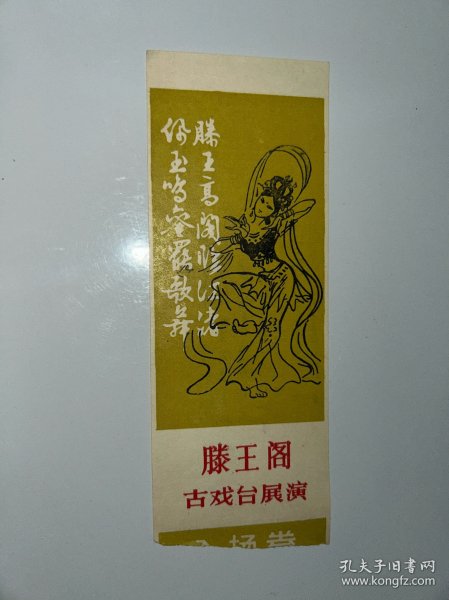 滕王高阁临江渚
佩玉鸣鸾罢歌舞
滕王阁
古戏台展演
入场券
孔夫子旧书网
www.kongfz.com